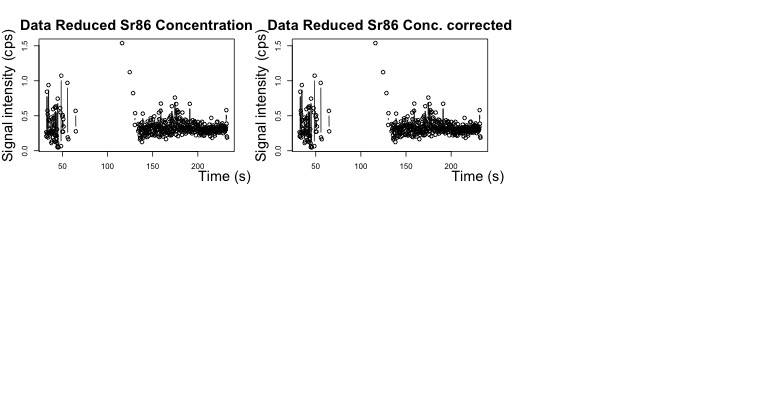 Data Reduced Sr86 Concentration
Signal intensity (cps)
0.0 0.5 1.0 1.5
50 100 150 200
Time (s)
Data Reduced Sr86 Conc. corrected
Signal intensity (cps)
0.0 0.5 1.0 1.5
50 100 150 200
Time (s)